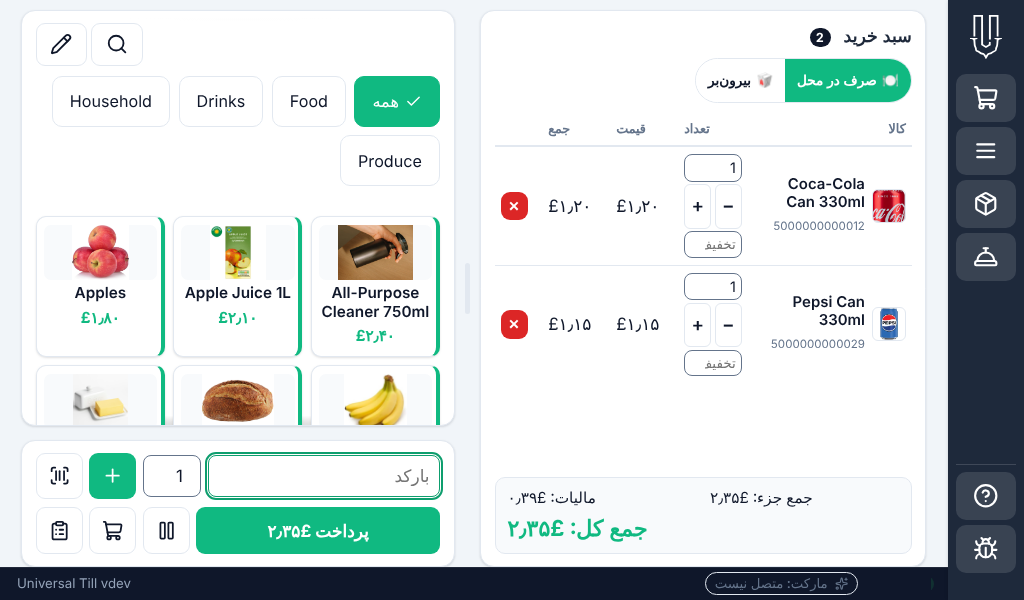 سبد خرید 2
صرف در محل
بیرون‌بر
کالا تعداد قیمت جمع
Coca-Cola
Can 330ml
5000000000012
1
+ −
تخفیف
£۱٫۲۰ £۱٫۲۰
Pepsi Can
330ml
5000000000029
1
+ −
تخفیف
£۱٫۱۵ £۱٫۱۵
جمع جزء: £۲٫۳۵
مالیات: £۰٫۳۹
جمع کل: £۲٫۳۵
همه Food Drinks Household
Produce
All-Purpose
Cleaner 750ml
£۲٫۴۰
Apple Juice 1L
£۲٫۱۰
Apples
£۱٫۸۰
بارکد
1
پرداخت £۲٫۳۵
مارکت: متصل نیست
Universal Till vdev